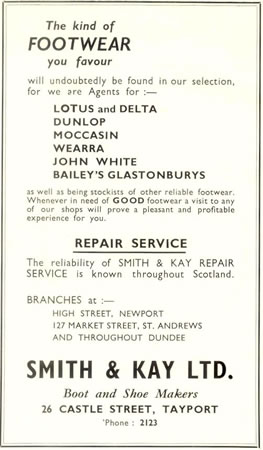 The kind of
FOOTWEAR
you favour
will undoubtedly be found in our selection,
for we are Agents for :—
LOTUS and DELTA
DUNLOP
MOCCASIN
WEARRA
JOHN WHITE
BAILEY'S GLASTONBURYS
as well as being stockists of other reliable footwear.
Whenever in need of GOOD footwear a visit to any
of our shops will prove a pleasant and profitable
experience for you.
REPAIR SERVICE
The reliability of SMITH & KAY REPAIR
SERVICE is known throughout Scotland.
BRANCHES at :—
HIGH STREET, NEWPORT
127 MARKET STREET, ST. ANDREWS
AND THROUGHOUT DUNDEE
SMITH & KAY LTD.
Boot and Shoe Makers
26 CASTLE STREET, TAYPORT
'Phone : 2123